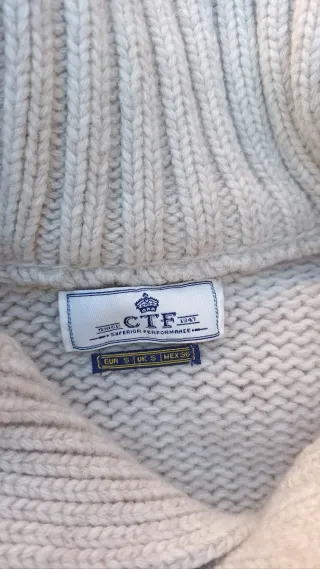 SINCE CTF 1947
SUPERIOR PERFORMANCE
EUR S UK S MEX 36